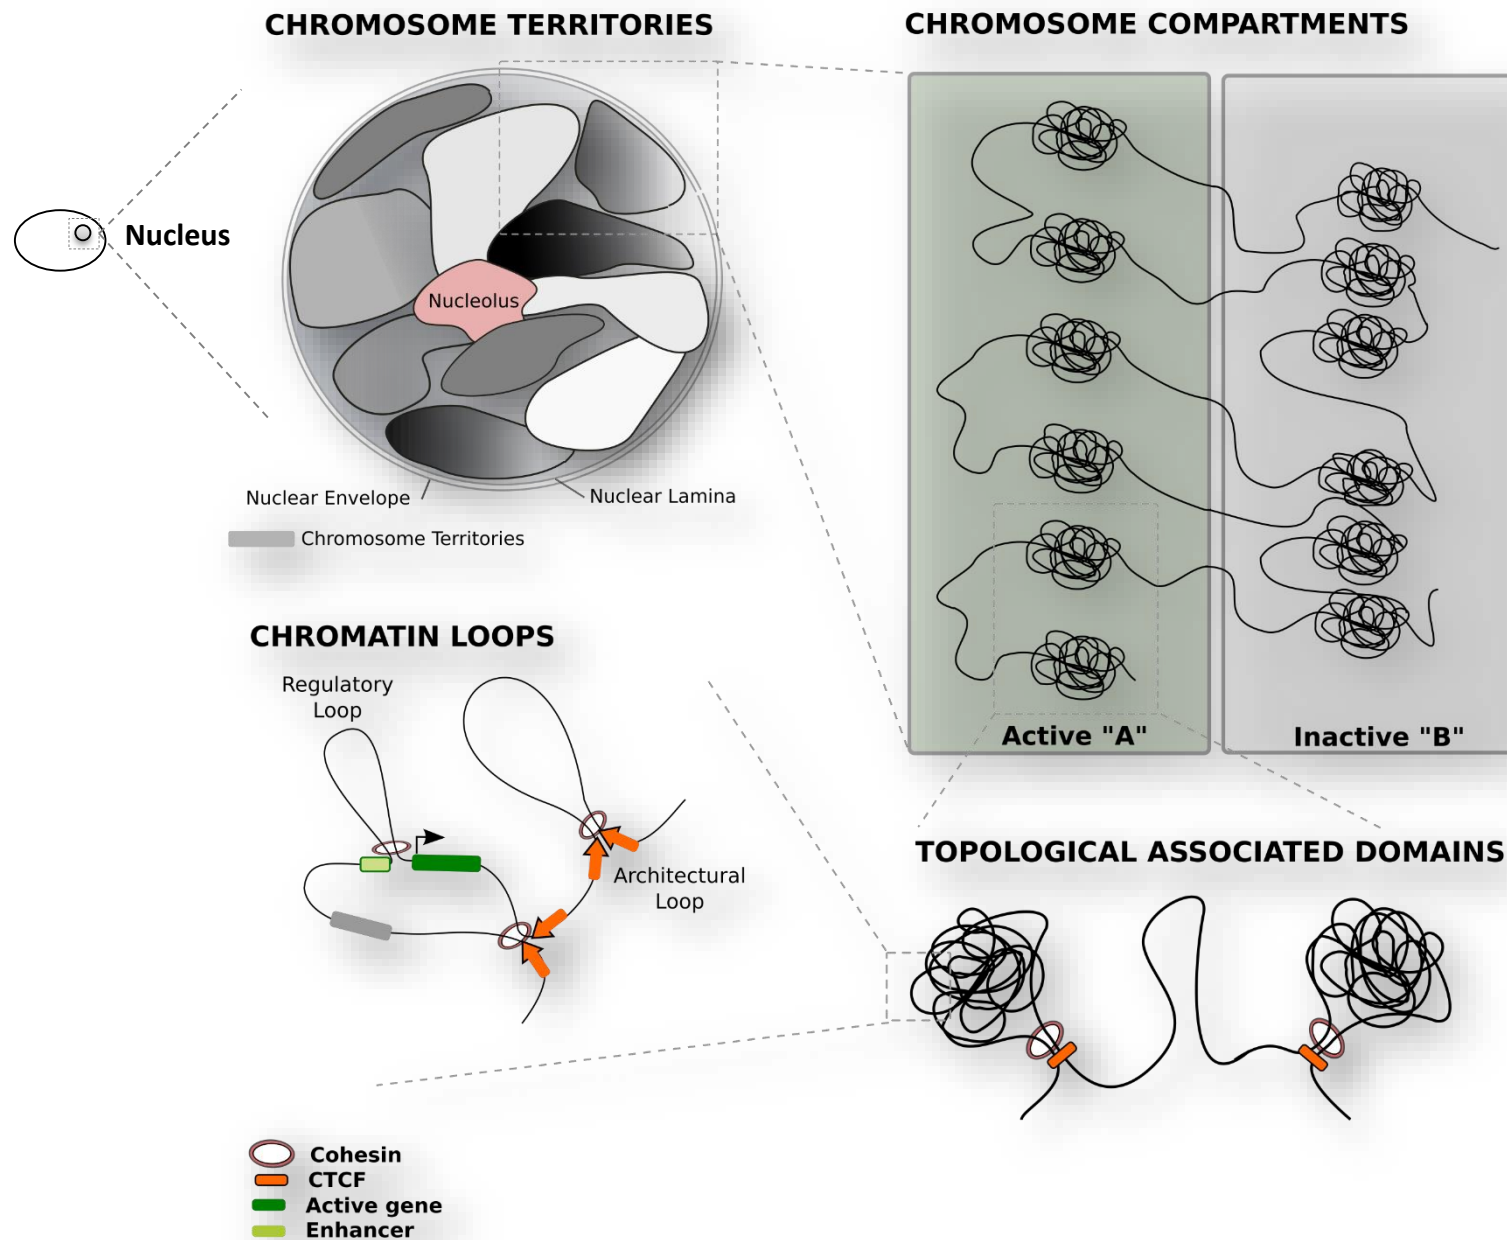 CHROMOSOME TERRITORIES
CHROMOSOME COMPARTMENTS
Nucleus
Nucleolus
Nuclear Envelope
Nuclear Lamina
Chromosome Territories
Active "A"
Inactive "B"
CHROMATIN LOOPS
Regulatory
Loop
Architectural
Loop
TOPOLOGICAL ASSOCIATED DOMAINS
Cohesin
CTCF
Active gene
Enhancer